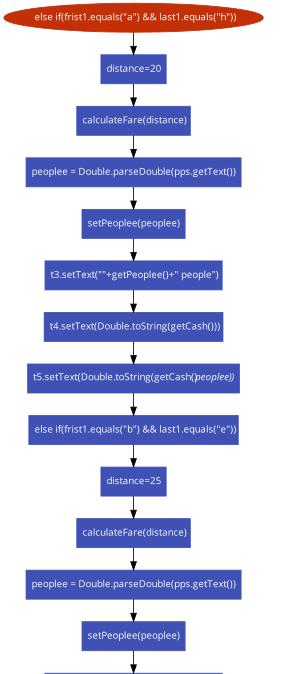 else if(frist1.equals("a") && last1.equals("h"))
distance=20
calculateFare(distance)
peoplee = Double.parseDouble(pps.getText())
setPeoplee(peoplee)
t3.setText(""+getPeoplee()+" people")
t4.setText(Double.toString(getCash()))
t5.setText(Double.toString(getCash()peoplee))
else if(frist1.equals("b") && last1.equals("e"))
distance=25
calculateFare(distance)
peoplee = Double.parseDouble(pps.getText())
setPeoplee(peoplee)